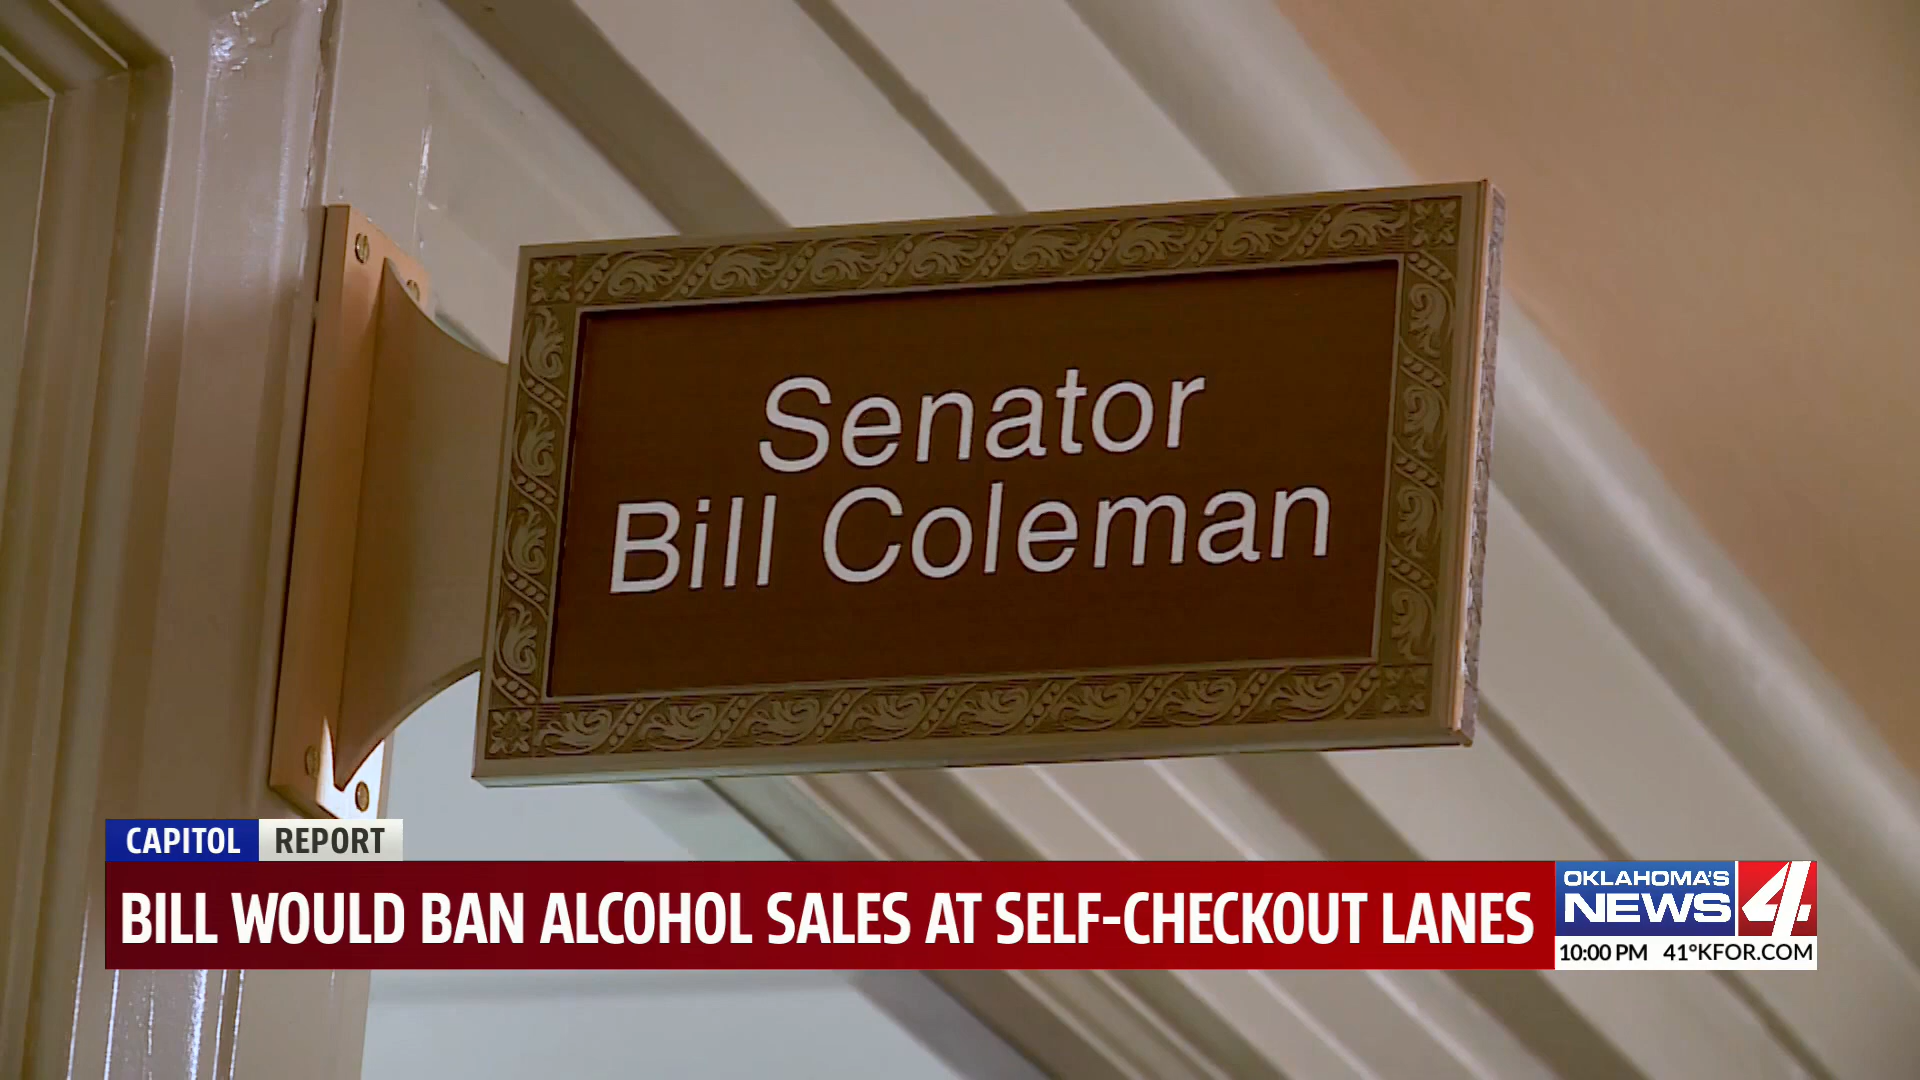 Senator
Bill Coleman
CAPITOL REPORT
BILL WOULD BAN ALCOHOL SALES AT SELF-CHECKOUT LANES
OKLAHOMA'S
NEWS 4
10:00 PM 41° KFOR.COM